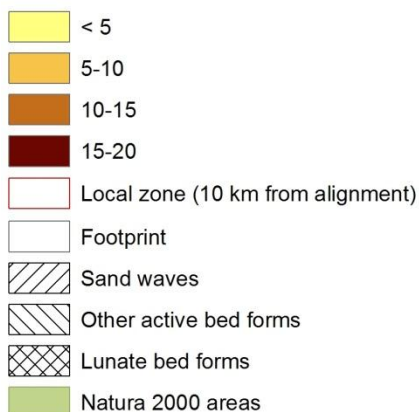 < 5
5-10
10-15
15-20
Local zone (10 km from alignment)
Footprint
Sand waves
Other active bed forms
Lunate bed forms
Natura 2000 areas